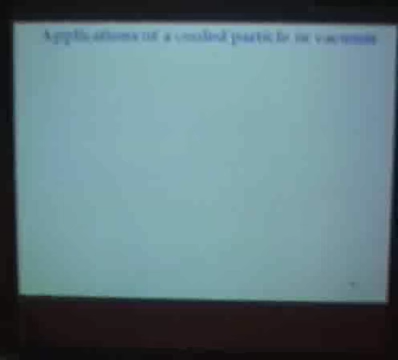 Applications of a cooled particle in vacuum